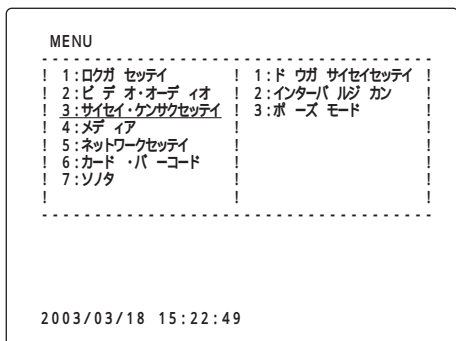 MENU
- - - - - - - - - - - - - - - - - - - - - - - - - - - - - - - - - - - -
! 1:ロクガ セッテイ ! 1:ド ウガ サイセイセッテイ !
! 2:ビ デ オ・オーデ ィオ ! 2:インターバ ルジ カン !
! 3:サイセイ・ケンサクセッテイ ! 3:ポ ーズ モード !
! 4:メデ ィア ! !
! 5:ネットワークセッテイ ! !
! 6:カード ・バ ーコード ! !
! 7:ソノタ ! !
! ! !
- - - - - - - - - - - - - - - - - - - - - - - - - - - - - - - - - - - -
2003/03/18 15:22:49